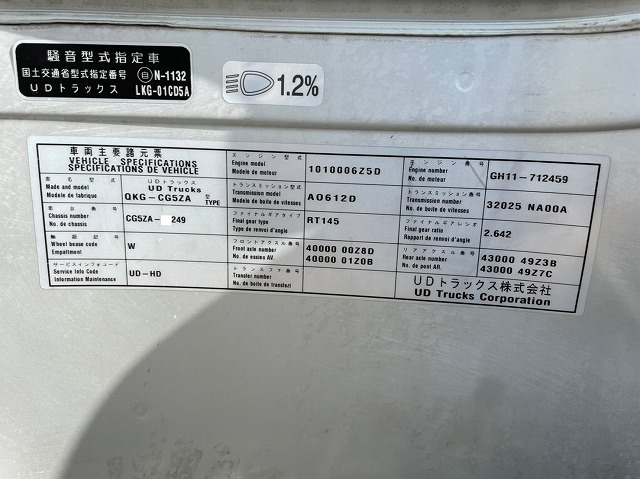 騒音型式指定車
国土交通省型式指定番号 自 N-1132
UDトラックス LKG-01CD5A
1.2%
車両主要諸元票
VEHICLE SPECIFICATIONS
SPECIFICATIONS DE VEHICLE
車名型式
Made and model
Modele de fabrique
UDトラックス
UD Trucks
QKG-CG5ZA 型 TYPE
車台番号
Chassis number
No. de chassis
CG5ZA- 249
軸距記号
Wheel bease code
Empattment
W
サービスインフォコード
Service Info Code
Information Maintenance
UD-HD
エンジン型式
Engine model
Modele de moteur
1010006Z5D
トランスミッション型式
Transmission model
Modele de boite de vitesses
AO612D
ファイナルギアタイプ
Final gear type
Type de renvoi d'angle
RT145
フロントアクスル番号
Front axle number
No. de essieu AV.
40000 00Z8D
40000 01Z0B
トランスファ番号
Transfer number
No. de boite de transfert
エンジン番号
Engine number
No. de moteur
GH11-712459
トランスミッション番号
Transmission number
No. de boite de vitesses
32025 NA00A
ファイナルギアレシオ
Final gear ratio
Rapport de renvoi d'angle
2.642
リアアクスル番号
Rear axle number
No. de pont AR.
43000 49Z3B
43000 49Z7C
UDトラックス株式会社
UD Trucks Corporation